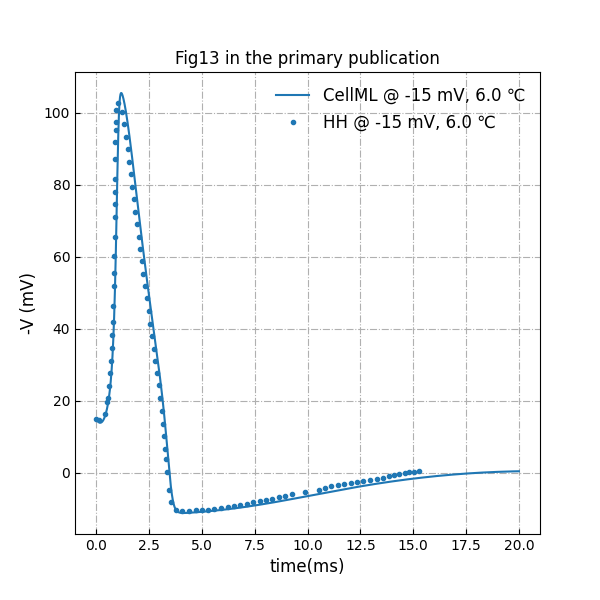 Fig13 in the primary publication
CellML @ -15 mV, 6.0 ℃
HH @ -15 mV, 6.0 ℃
100
80
60
40
20
0
-V (mV)
0.0 2.5 5.0 7.5 10.0 12.5 15.0 17.5 20.0
time(ms)